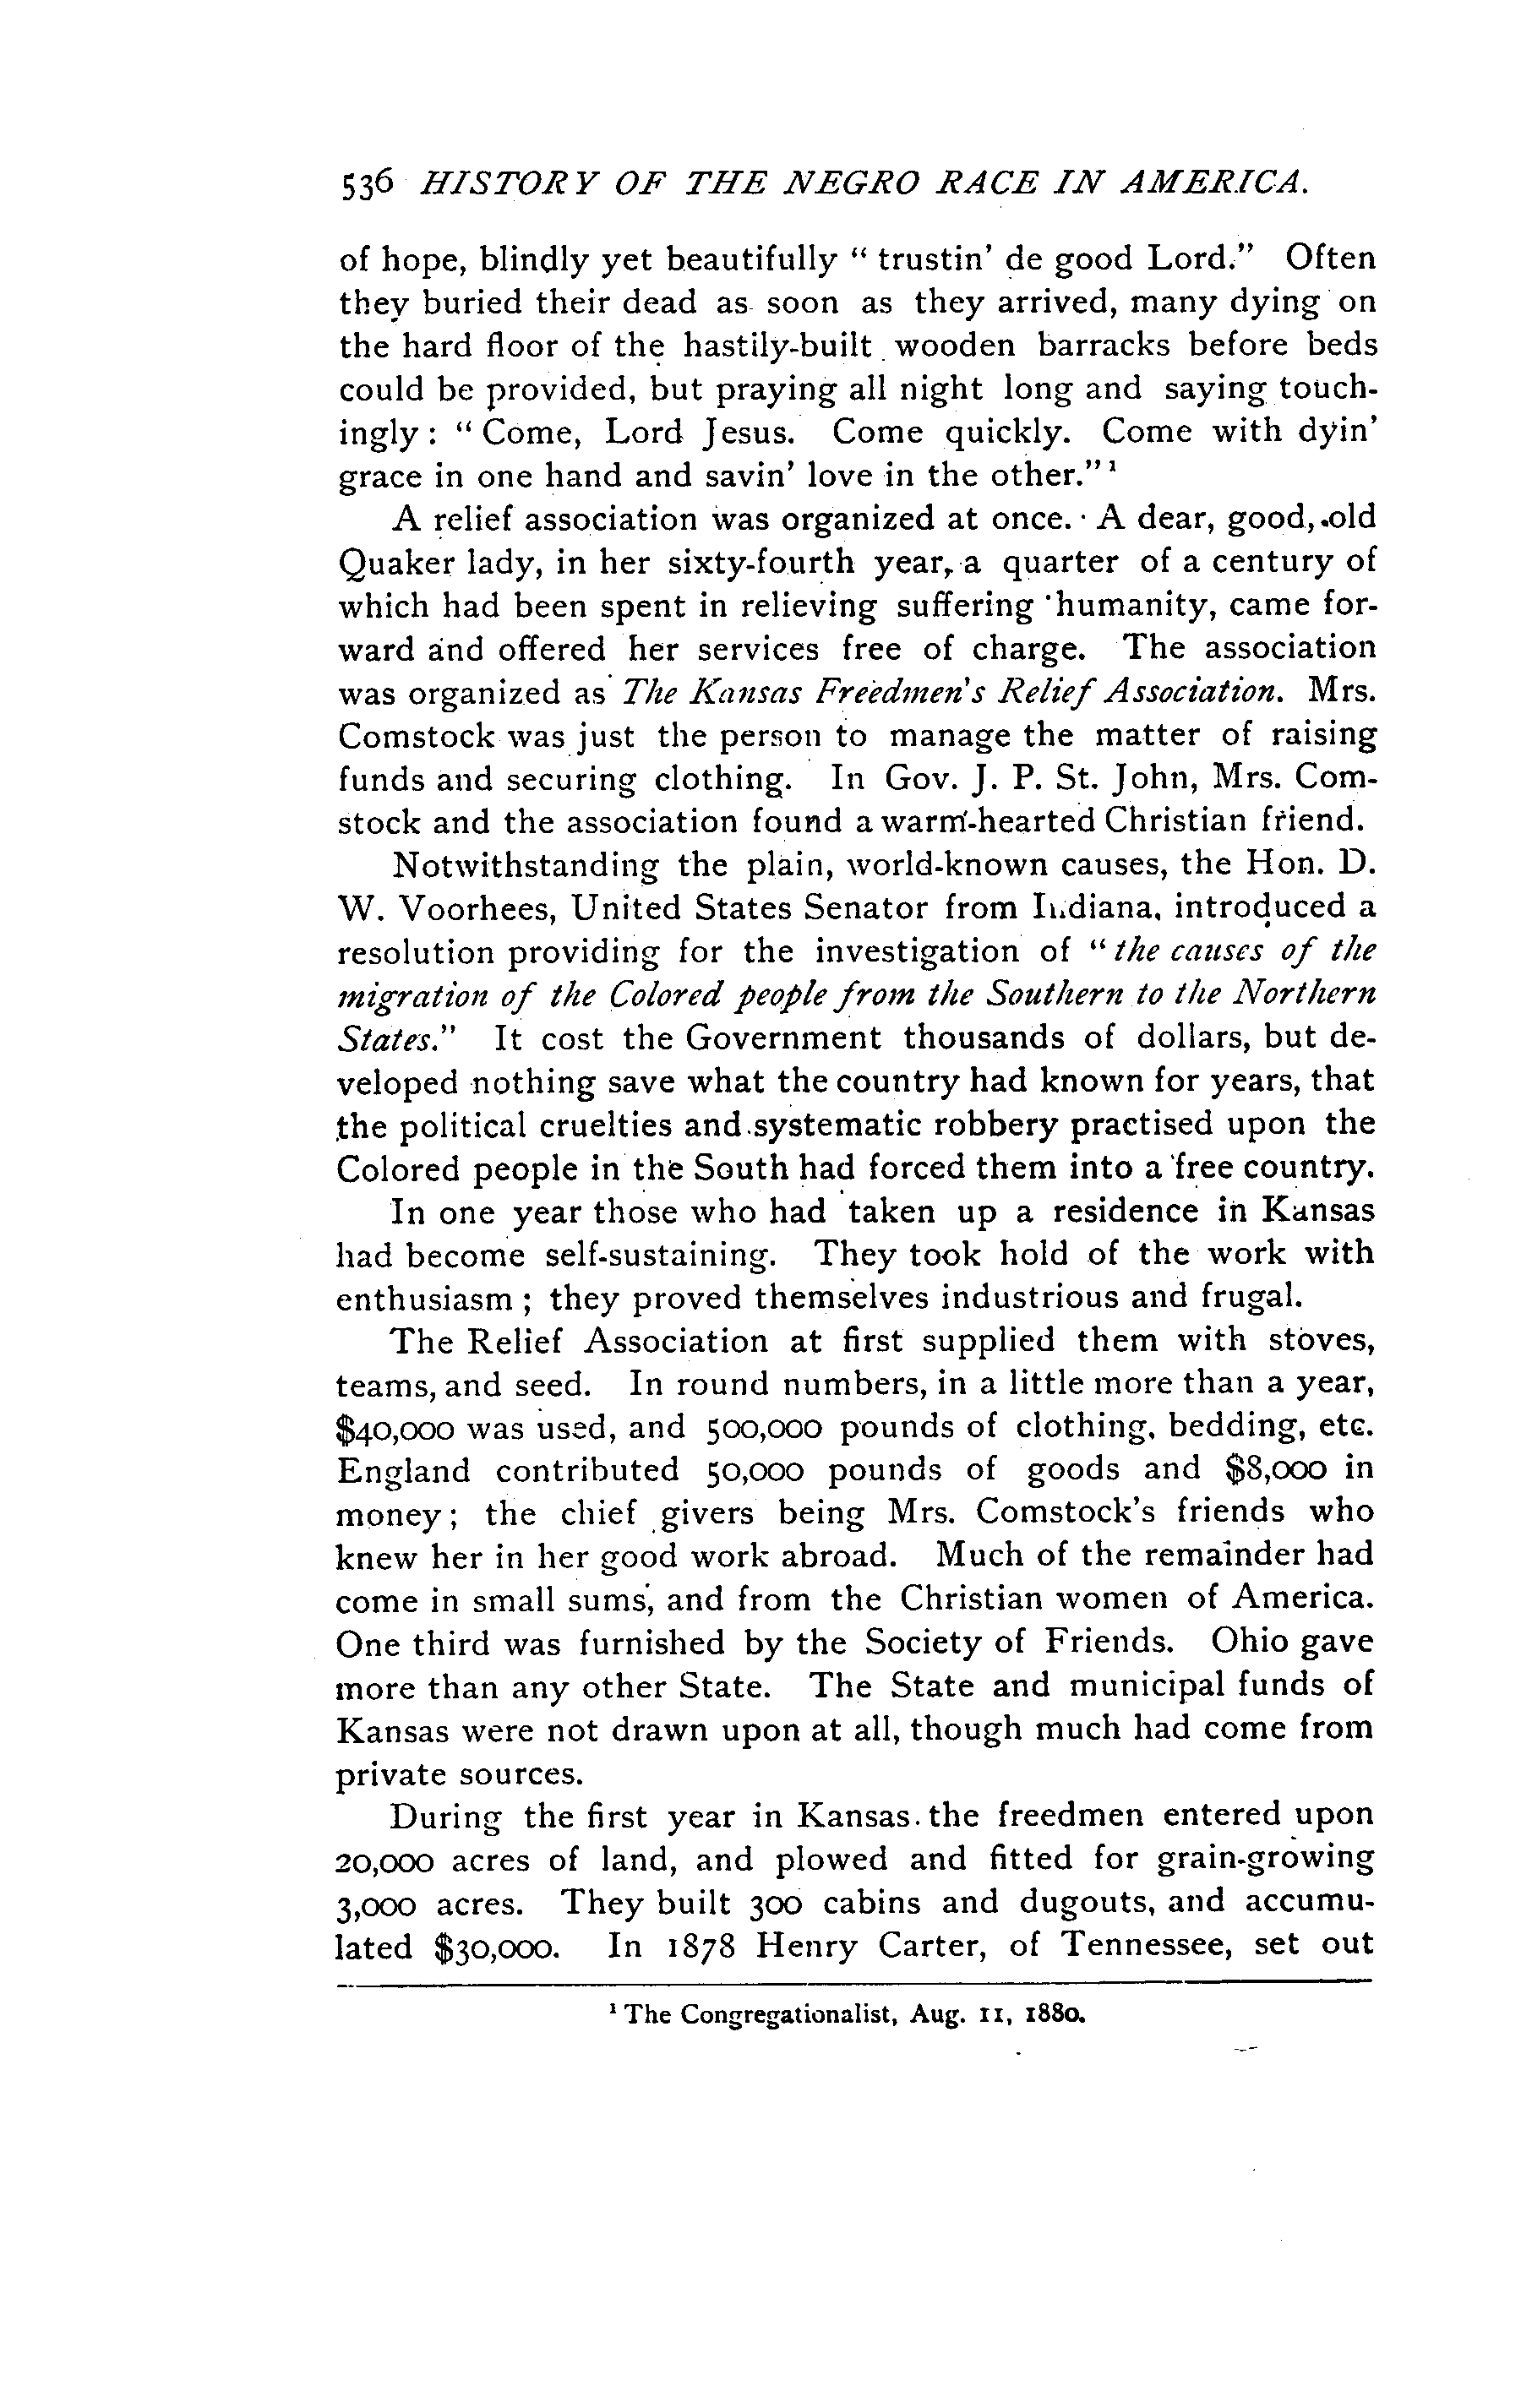 536 HISTORY OF THE NEGRO RACE IN AMERICA.
of hope, blindly yet beautifully “ trustin’ de good Lord.” Often
they buried their dead as soon as they arrived, many dying on
the hard floor of the hastily-built wooden barracks before beds
could be provided, but praying all night long and saying touch-
ingly : “ Come, Lord Jesus. Come quickly. Come with dyin’
grace in one hand and savin’ love in the other.” ¹
A relief association was organized at once. A dear, good, old
Quaker lady, in her sixty-fourth year, a quarter of a century of
which had been spent in relieving suffering humanity, came for-
ward and offered her services free of charge. The association
was organized as The Kansas Freedmen's Relief Association. Mrs.
Comstock was just the person to manage the matter of raising
funds and securing clothing. In Gov. J. P. St. John, Mrs. Com-
stock and the association found a warm-hearted Christian friend.
Notwithstanding the plain, world-known causes, the Hon. D.
W. Voorhees, United States Senator from Indiana, introduced a
resolution providing for the investigation of “ the causes of the
migration of the Colored people from the Southern to the Northern
States.” It cost the Government thousands of dollars, but de-
veloped nothing save what the country had known for years, that
the political cruelties and systematic robbery practised upon the
Colored people in the South had forced them into a free country.
In one year those who had taken up a residence in Kansas
had become self-sustaining. They took hold of the work with
enthusiasm ; they proved themselves industrious and frugal.
The Relief Association at first supplied them with stoves,
teams, and seed. In round numbers, in a little more than a year,
$40,000 was used, and 500,000 pounds of clothing, bedding, etc.
England contributed 50,000 pounds of goods and $8,000 in
money ; the chief givers being Mrs. Comstock’s friends who
knew her in her good work abroad. Much of the remainder had
come in small sums, and from the Christian women of America.
One third was furnished by the Society of Friends. Ohio gave
more than any other State. The State and municipal funds of
Kansas were not drawn upon at all, though much had come from
private sources.
During the first year in Kansas the freedmen entered upon
20,000 acres of land, and plowed and fitted for grain-growing
3,000 acres. They built 300 cabins and dugouts, and accumu-
lated $30,000. In 1878 Henry Carter, of Tennessee, set out
¹ The Congregationalist, Aug. 11, 1880.